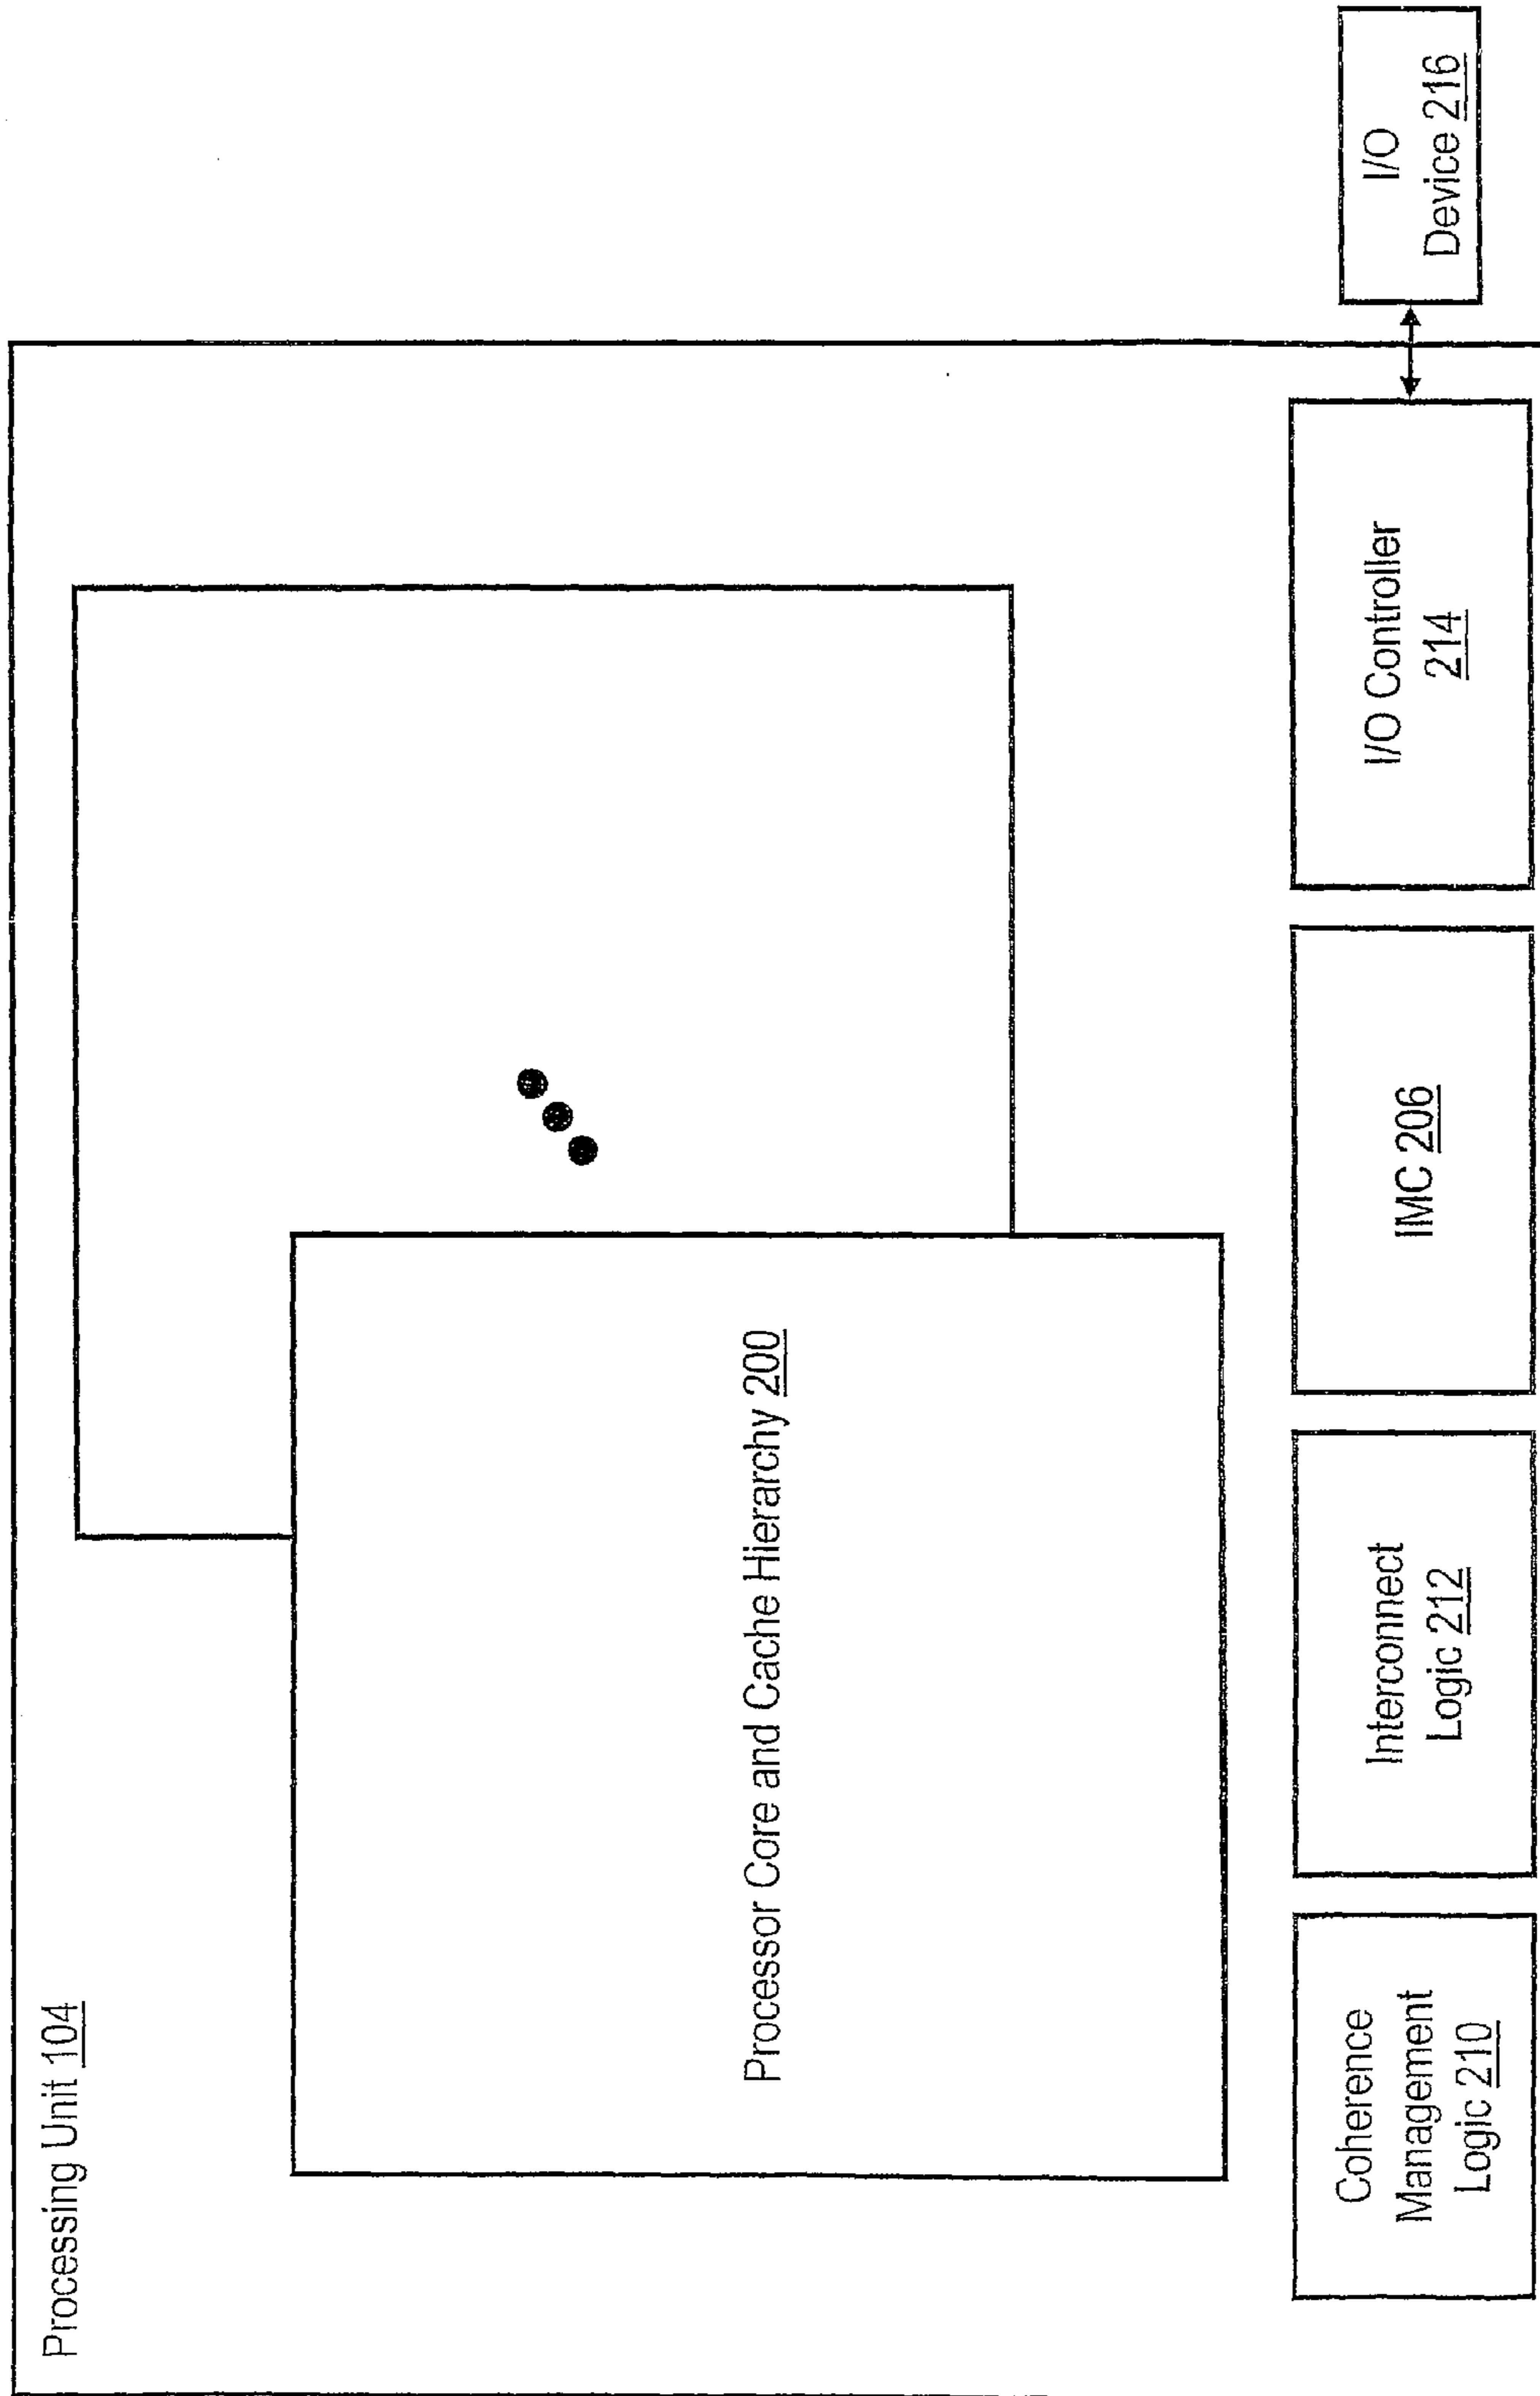 Processing Unit 104
Processor Core and Cache Hierarchy 200
Coherence
Management
Logic 210
Interconnect
Logic 212
IMC 206
I/O Controller
214
I/O
Device 216